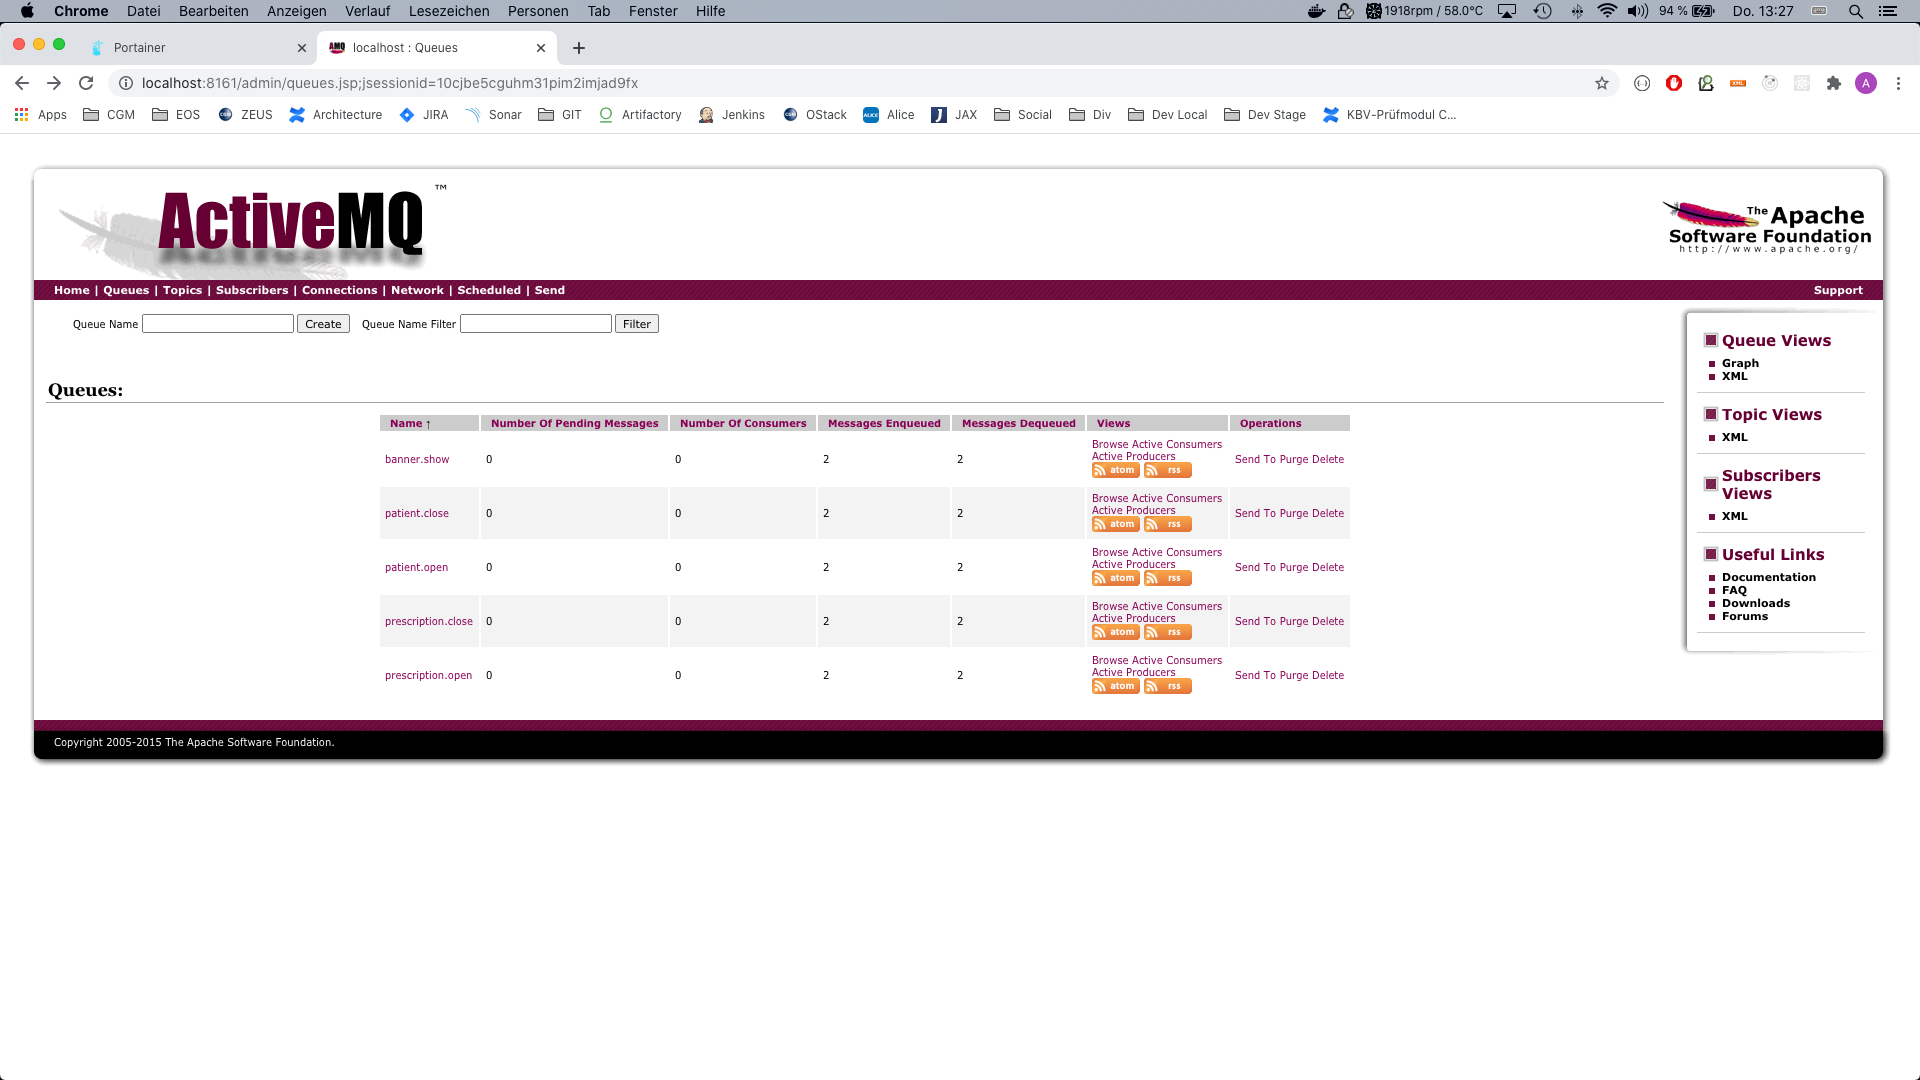 Chrome Datei Bearbeiten Anzeigen Verlauf Lesezeichen Personen Tab Fenster Hilfe 1918rpm / 58.0°C 94 % Do. 13:27
Portainer
AMQ localhost : Queues
localhost:8161/admin/queues.jsp;jsessionid=10cjbe5cguhm31pim2imjad9fx A
Apps CGM EOS ZEUS Architecture JIRA Sonar GIT Artifactory Jenkins OStack Alice JAX Social Div Dev Local Dev Stage KBV-Prüfmodul C...
ActiveMQ ™
The Apache
Software Foundation
http://www.apache.org/
Home | Queues | Topics | Subscribers | Connections | Network | Scheduled | Send Support
Queue Name Create Queue Name Filter Filter
Queues:
Name ↑ Number Of Pending Messages Number Of Consumers Messages Enqueued Messages Dequeued Views Operations
banner.show 0 0 2 2 Browse Active Consumers
Active Producers
atom rss
Send To Purge Delete
patient.close 0 0 2 2 Browse Active Consumers
Active Producers
atom rss
Send To Purge Delete
patient.open 0 0 2 2 Browse Active Consumers
Active Producers
atom rss
Send To Purge Delete
prescription.close 0 0 2 2 Browse Active Consumers
Active Producers
atom rss
Send To Purge Delete
prescription.open 0 0 2 2 Browse Active Consumers
Active Producers
atom rss
Send To Purge Delete
Queue Views
Graph
XML
Topic Views
XML
Subscribers
Views
XML
Useful Links
Documentation
FAQ
Downloads
Forums
Copyright 2005-2015 The Apache Software Foundation.